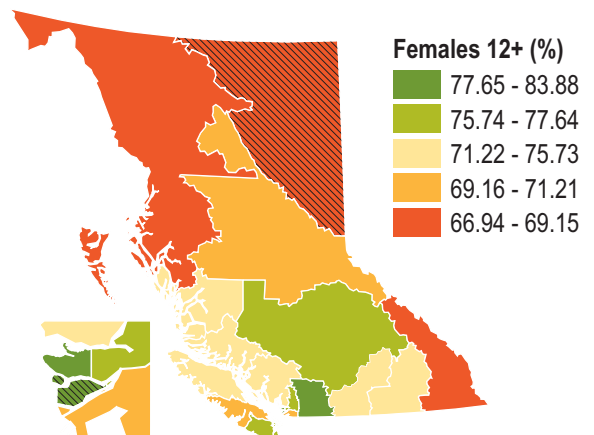 Females 12+ (%)
77.65 - 83.88
75.74 - 77.64
71.22 - 75.73
69.16 - 71.21
66.94 - 69.15